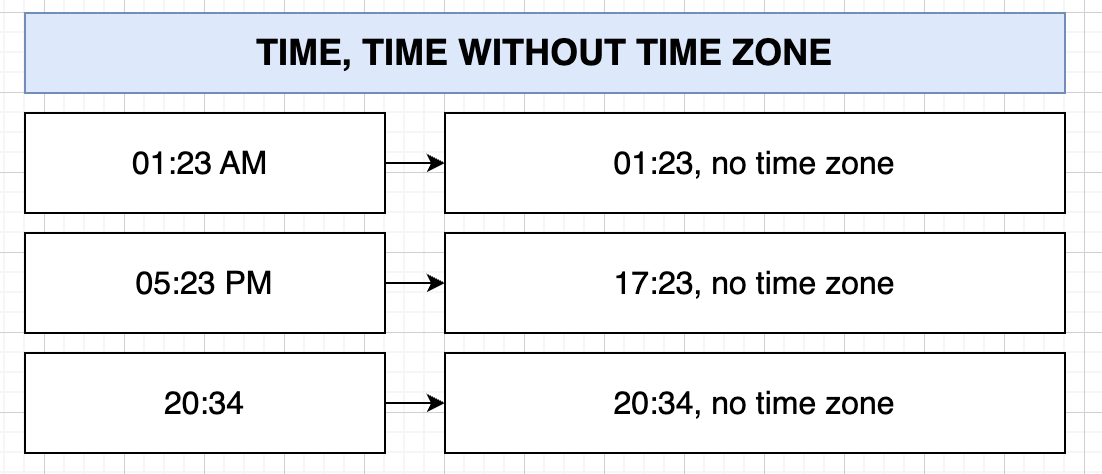 TIME, TIME WITHOUT TIME ZONE
01:23 AM
01:23, no time zone
05:23 PM
17:23, no time zone
20:34
20:34, no time zone